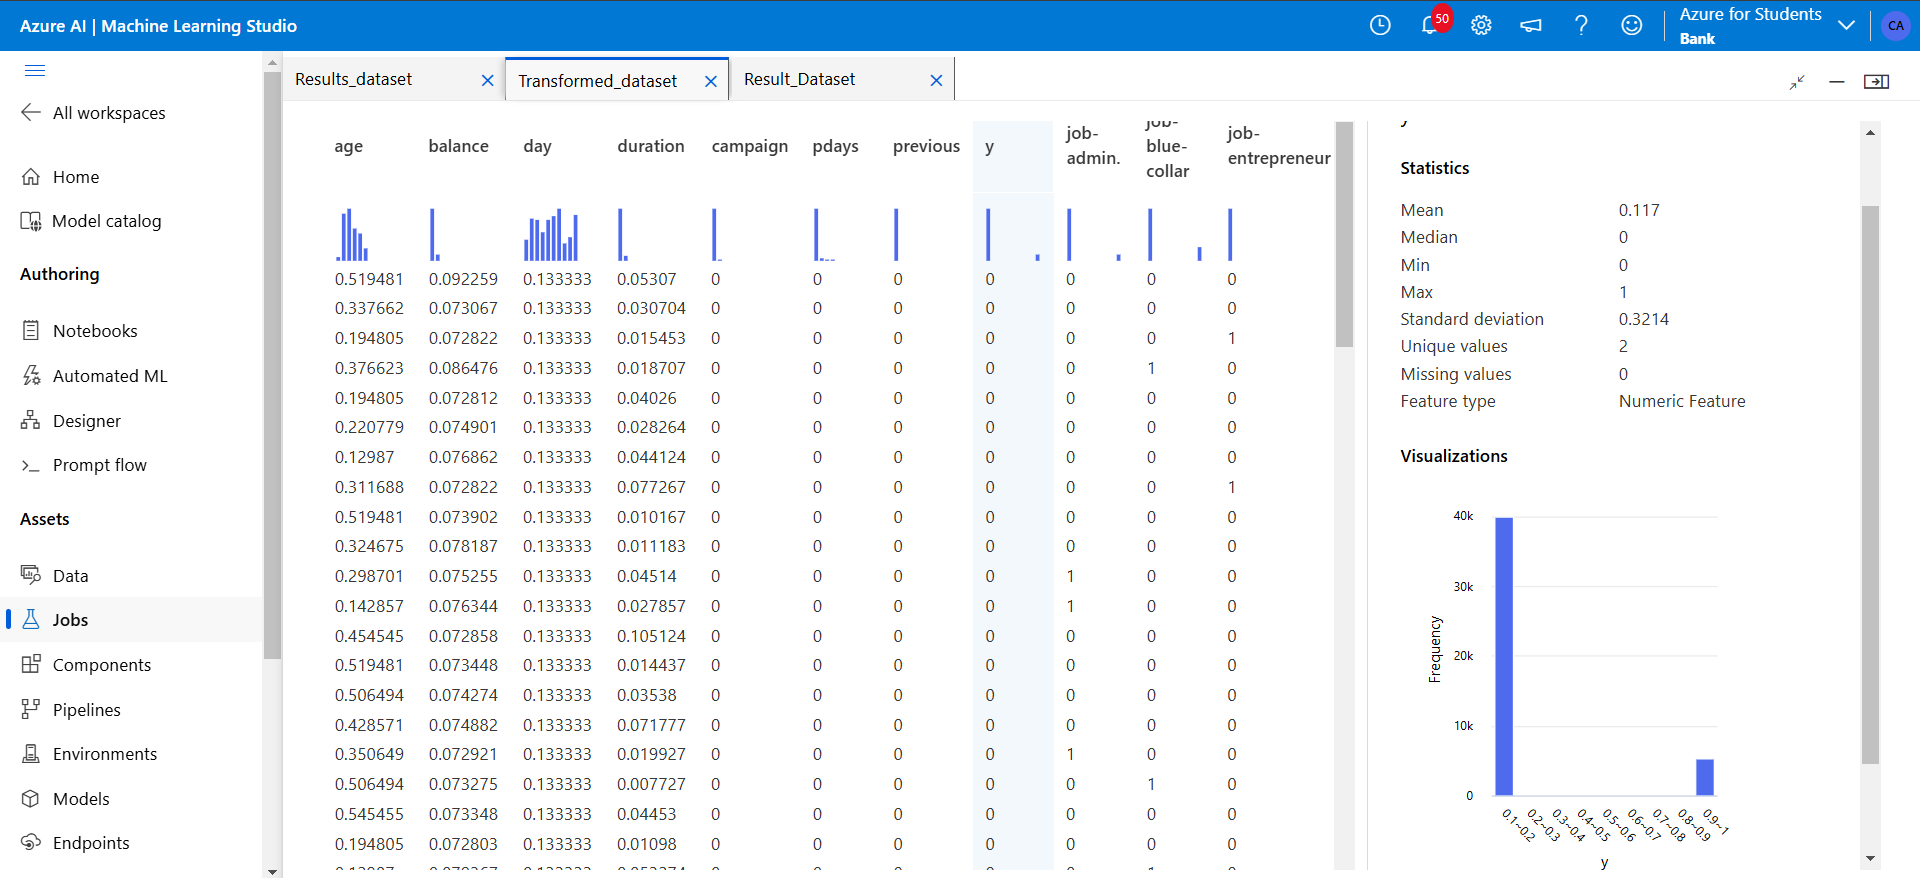 Azure AI | Machine Learning Studio
50
Azure for Students
Bank
CA
All workspaces
Home
Model catalog
Authoring
Notebooks
Automated ML
Designer
Prompt flow
Assets
Data
Jobs
Components
Pipelines
Environments
Models
Endpoints
Results_dataset
Transformed_dataset
Result_Dataset
age balance day duration campaign pdays previous y job-admin. job-blue-collar job-entrepreneur
0.519481 0.092259 0.133333 0.05307 0 0 0 0 0 0 0
0.337662 0.073067 0.133333 0.030704 0 0 0 0 0 0 0
0.194805 0.072822 0.133333 0.015453 0 0 0 0 0 0 1
0.376623 0.086476 0.133333 0.018707 0 0 0 0 0 1 0
0.194805 0.072812 0.133333 0.04026 0 0 0 0 0 0 0
0.220779 0.074901 0.133333 0.028264 0 0 0 0 0 0 0
0.12987 0.076862 0.133333 0.044124 0 0 0 0 0 0 0
0.311688 0.072822 0.133333 0.077267 0 0 0 0 0 0 1
0.519481 0.073902 0.133333 0.010167 0 0 0 0 0 0 0
0.324675 0.078187 0.133333 0.011183 0 0 0 0 0 0 0
0.298701 0.075255 0.133333 0.04514 0 0 0 0 1 0 0
0.142857 0.076344 0.133333 0.027857 0 0 0 0 1 0 0
0.454545 0.072858 0.133333 0.105124 0 0 0 0 0 0 0
0.519481 0.073448 0.133333 0.014437 0 0 0 0 0 0 0
0.506494 0.074274 0.133333 0.03538 0 0 0 0 0 0 0
0.428571 0.074882 0.133333 0.071777 0 0 0 0 0 0 0
0.350649 0.072921 0.133333 0.019927 0 0 0 0 1 0 0
0.506494 0.073275 0.133333 0.007727 0 0 0 0 0 1 0
0.545455 0.073348 0.133333 0.04453 0 0 0 0 0 0 0
0.194805 0.072803 0.133333 0.01098 0 0 0 0 0 0 0
y
Statistics
Mean 0.117
Median 0
Min 0
Max 1
Standard deviation 0.3214
Unique values 2
Missing values 0
Feature type Numeric Feature
Visualizations
40k
30k
20k
10k
0
Frequency
0.1~0.2
0.2~0.3
0.3~0.4
0.4~0.5
0.5~0.6
0.6~0.7
0.7~0.8
0.8~0.9
0.9~1
y